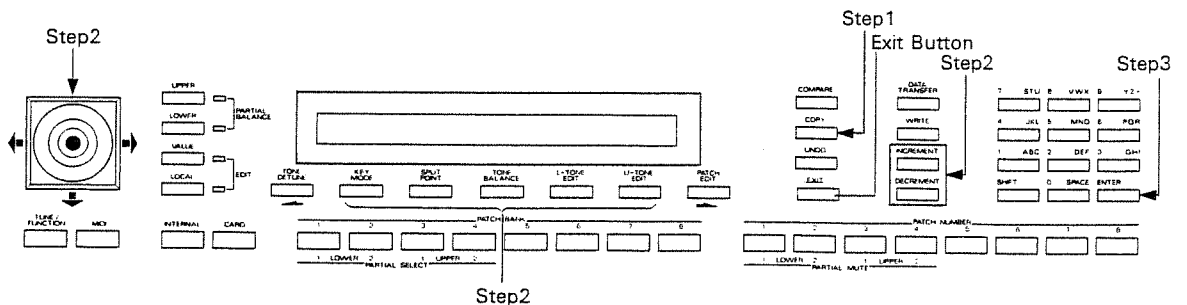 Step1
Exit Button
Step2
Step2
Step3
UPPER
LOWER
PARTIAL
BALANCE
VALUE
LOCAL
EDIT
COMPARE
COPY
UNDO
EXIT
DATA
TRANSFER
WRITE
INCREMENT
DECREMENT
7 STU 8 VWX 9 YZ
4 JKL 5 MNO 6 PQR
1 ABC 2 DEF 3 GHI
SHIFT 0 SPACE ENTER
TONE
DETUNE
KEY
MODE
SPLIT
POINT
TONE
BALANCE
L-TONE
EDIT
U-TONE
EDIT
PATCH
EDIT
TUNE/
FUNCTION
MIDI
INTERNAL
CARD
PATCH BANK
1 2 3 4 5 6 7 8
1 LOWER 2 1 UPPER 2
PARTIAL SELECT
PATCH NUMBER
1 2 3 4 5 6 7 8
1 LOWER 2 1 UPPER 2
PARTIAL MUTE
Step2